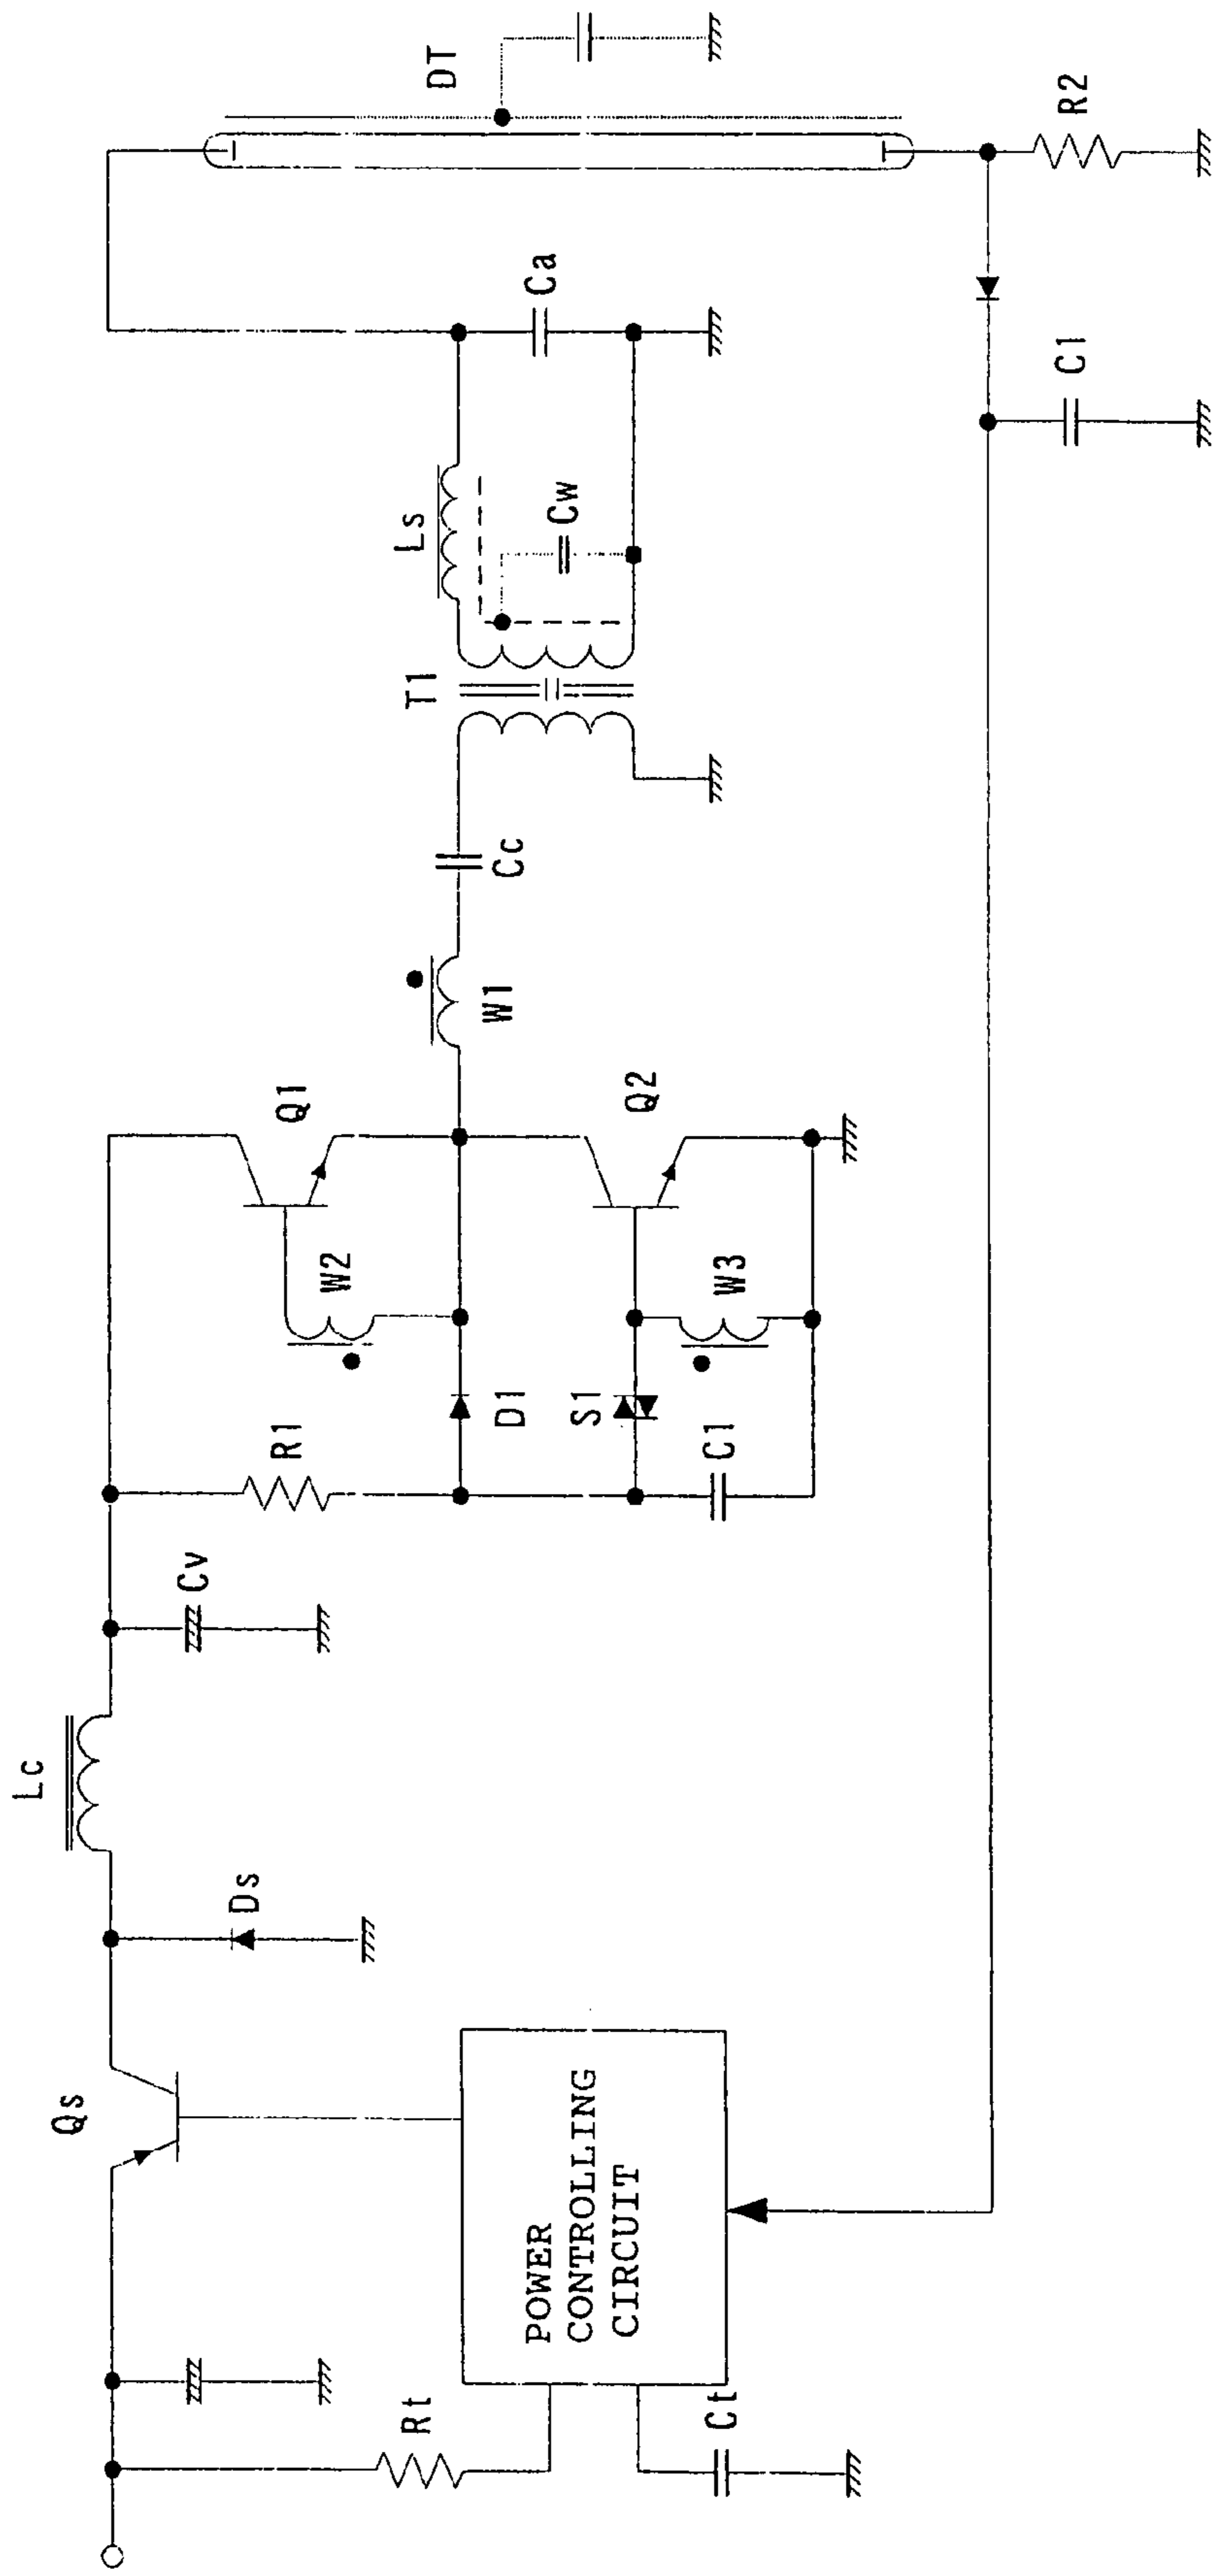 Qs
Lc
Ds
Cv
R1
D1
S1
C1
W2
W3
Q1
Q2
W1
Cc
T1
Ls
Cw
Ca
DT
R2
C1
Rt
Ct
POWER
CONTROLLING
CIRCUIT